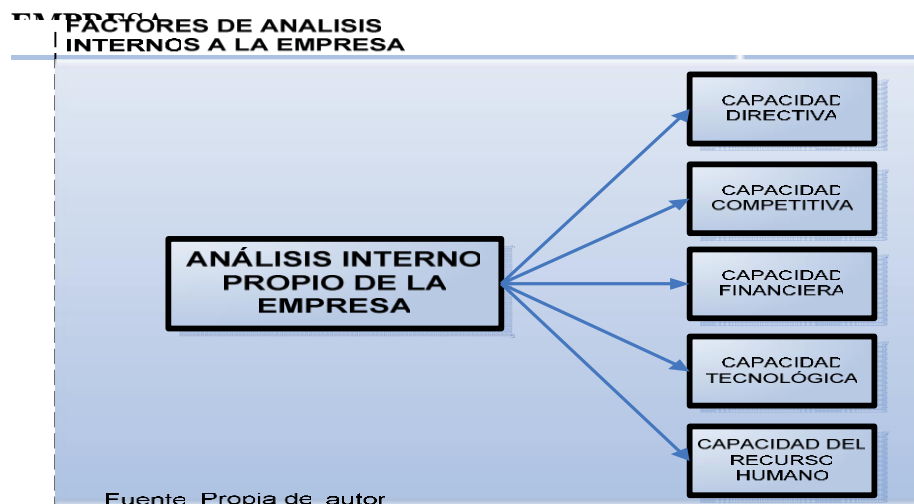 EMPRESA
FACTORES DE ANALISIS
INTERNOS A LA EMPRESA
CAPACIDAD
DIRECTIVA
CAPACIDAD
COMPETITIVA
ANÁLISIS INTERNO
PROPIO DE LA
EMPRESA
CAPACIDAD
FINANCIERA
CAPACIDAD
TECNOLÓGICA
CAPACIDAD DEL
RECURSO
HUMANO
Fuente Propia de autor